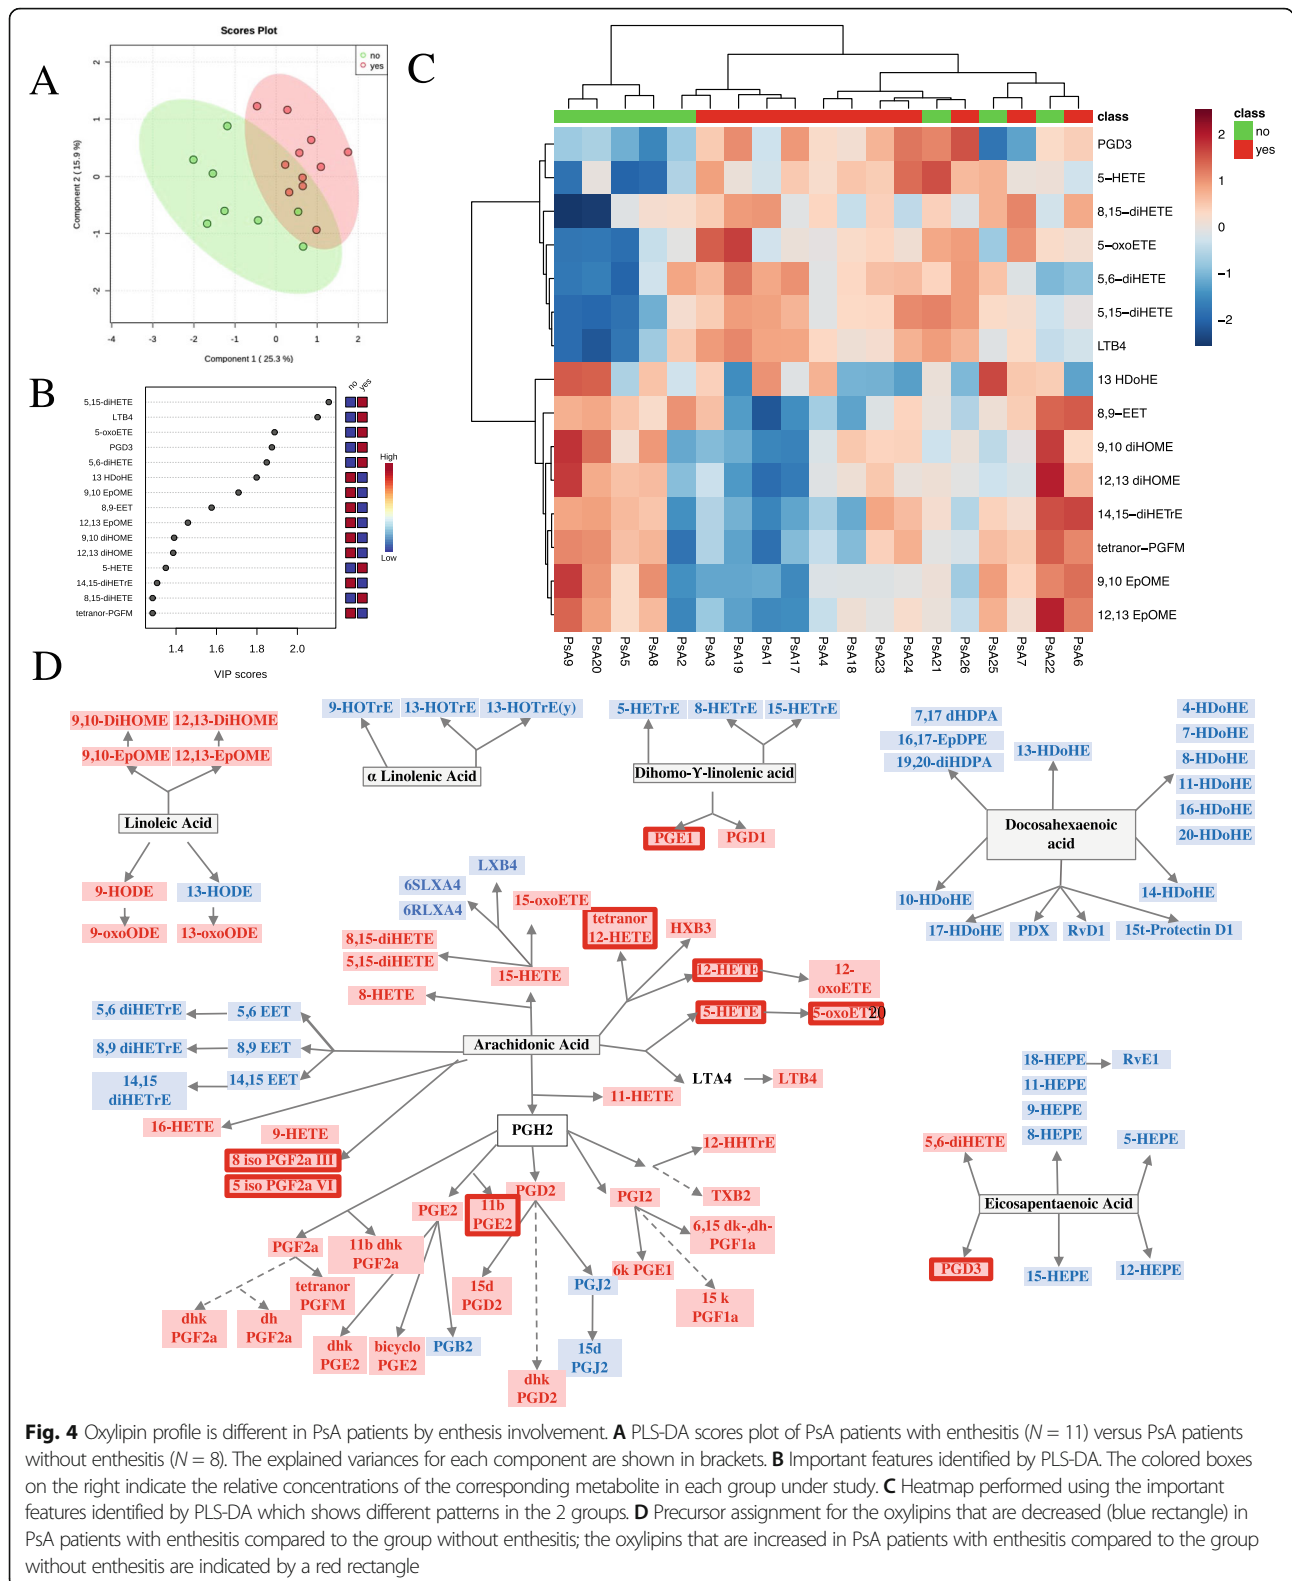 A
Scores Plot
no
yes
2
1
0
-1
-2
Component 2 ( 15.9 %)
-4 -3 -2 -1 0 1 2
Component 1 ( 25.3 %)
B
no yes
5,15-diHETE
LTB4
5-oxoETE
PGD3
5,6-diHETE
13 HDoHE
9,10 EpOME
8,9-EET
12,13 EpOME
9,10 diHOME
12,13 diHOME
5-HETE
14,15-diHETrE
8,15-diHETE
tetranor-PGFM
High
Low
1.4 1.6 1.8 2.0
VIP scores
C
class
PGD3
5−HETE
8,15−diHETE
5−oxoETE
5,6−diHETE
5,15−diHETE
LTB4
13 HDoHE
8,9−EET
9,10 diHOME
12,13 diHOME
14,15−diHETrE
tetranor−PGFM
9,10 EpOME
12,13 EpOME
PsA9 PsA20 PsA5 PsA8 PsA2 PsA3 PsA19 PsA1 PsA17 PsA4 PsA18 PsA23 PsA24 PsA21 PsA26 PsA25 PsA7 PsA22 PsA6
2
1
0
−1
−2
class
no
yes
D
9,10-DiHOME 12,13-DiHOME
9,10-EpOME 12,13-EpOME
Linoleic Acid
9-HODE 13-HODE
9-oxoODE 13-oxoODE
9-HOTrE 13-HOTrE 13-HOTrE(y)
α Linolenic Acid
5-HETrE 8-HETrE 15-HETrE
Dihomo-Y-linolenic acid
PGE1 PGD1
7,17 dHDPA
16,17-EpDPE
19,20-diHDPA
13-HDoHE
4-HDoHE
7-HDoHE
8-HDoHE
11-HDoHE
16-HDoHE
20-HDoHE
Docosahexaenoic
acid
10-HDoHE
14-HDoHE
17-HDoHE PDX RvD1 15t-Protectin D1
LXB4
6SLXA4
6RLXA4
15-oxoETE
8,15-diHETE
5,15-diHETE
15-HETE
8-HETE
tetranor
12-HETE
HXB3
12-HETE
12-
oxoETE
5-HETE
5-oxoETE
20
Arachidonic Acid
5,6 diHETrE 5,6 EET
8,9 diHETrE 8,9 EET
14,15
diHETrE
14,15 EET
LTA4 LTB4
11-HETE
16-HETE
9-HETE
8 iso PGF2a III
5 iso PGF2a VI
PGH2
12-HHTrE
TXB2
PGE2
11b
PGE2
PGD2
PGI2
6,15 dk-,dh-
PGF1a
6k PGE1
15 k
PGF1a
PGF2a
11b dhk
PGF2a
tetranor
PGFM
dhk
PGF2a
dh
PGF2a
dhk
PGE2
bicyclo
PGE2
PGB2
15d
PGD2
PGJ2
15d
PGJ2
dhk
PGD2
18-HEPE RvE1
11-HEPE
9-HEPE
8-HEPE
5,6-diHETE
5-HEPE
Eicosapentaenoic Acid
PGD3
15-HEPE
12-HEPE
Fig. 4 Oxylipin profile is different in PsA patients by enthesis involvement. A PLS-DA scores plot of PsA patients with enthesitis (N = 11) versus PsA patients
without enthesitis (N = 8). The explained variances for each component are shown in brackets. B Important features identified by PLS-DA. The colored boxes
on the right indicate the relative concentrations of the corresponding metabolite in each group under study. C Heatmap performed using the important
features identified by PLS-DA which shows different patterns in the 2 groups. D Precursor assignment for the oxylipins that are decreased (blue rectangle) in
PsA patients with enthesitis compared to the group without enthesitis; the oxylipins that are increased in PsA patients with enthesitis compared to the group
without enthesitis are indicated by a red rectangle